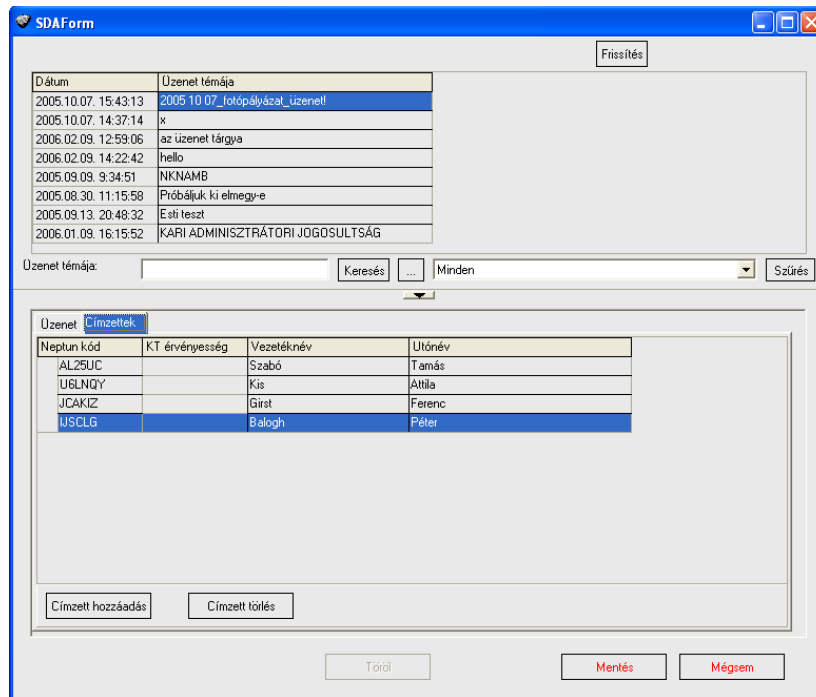 SDAForm
Frissítés
Dátum Üzenet témája
2005.10.07. 15:43:13 2005 10 07_fotópályázat_üzenet!
2005.10.07. 14:37:14 x
2006.02.09. 12:59:06 az üzenet tárgya
2006.02.09. 14:22:42 hello
2005.09.09. 9:34:51 NKNAMB
2005.08.30. 11:15:58 Próbáljuk ki elmegy-e
2005.09.13. 20:48:32 Esti teszt
2006.01.09. 16:15:52 KARI ADMINISZTRÁTORI JOGOSULTSÁG
Üzenet témája: Keresés ... Minden Szűrés
Üzenet Címzettek
Neptun kód KT érvényesség Vezetéknév Utónév
AL25UC Szabó Tamás
U6LNQY Kis Attila
JCAKIZ Girst Ferenc
IJSCLG Balogh Péter
Címzett hozzáadás Címzett törlés
Töröl Mentés Mégsem